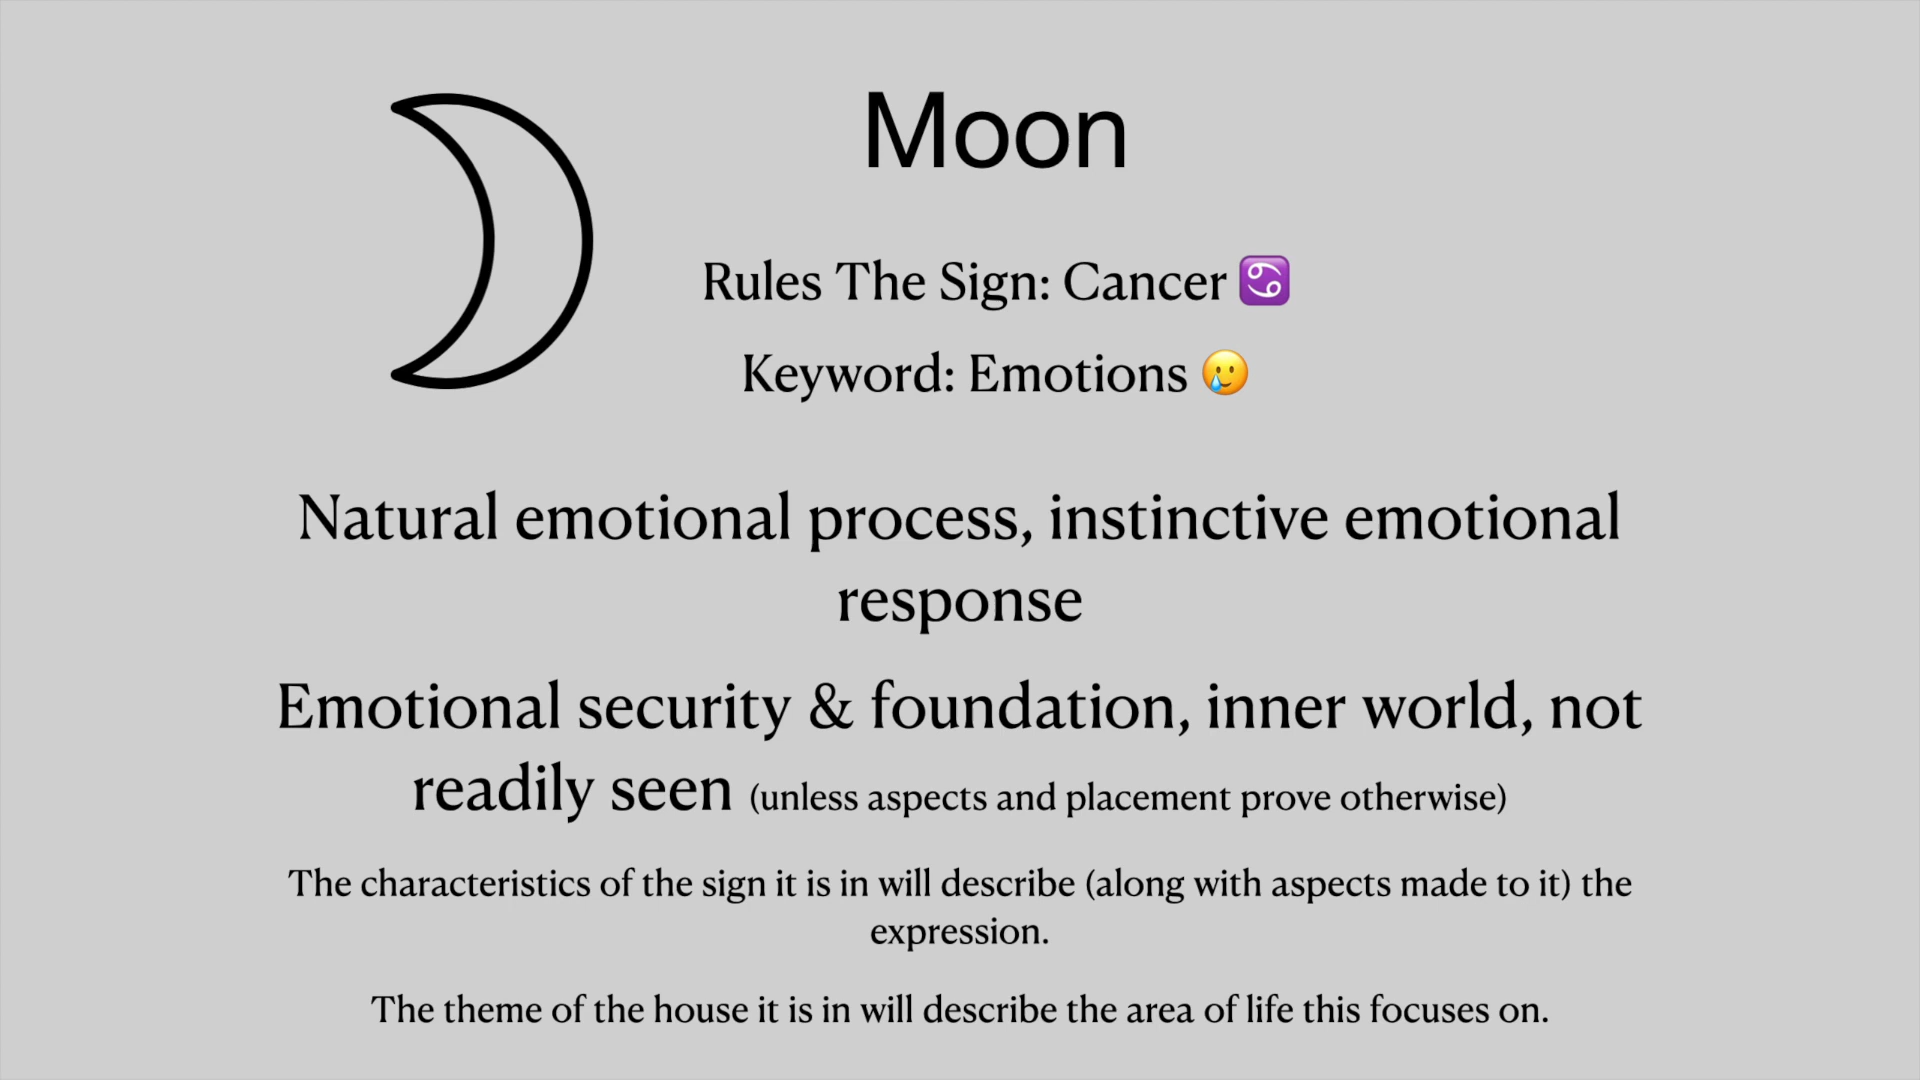 Moon
Rules The Sign: Cancer ♋
Keyword: Emotions 🥲
Natural emotional process, instinctive emotional
response
Emotional security & foundation, inner world, not
readily seen (unless aspects and placement prove otherwise)
The characteristics of the sign it is in will describe (along with aspects made to it) the
expression.
The theme of the house it is in will describe the area of life this focuses on.